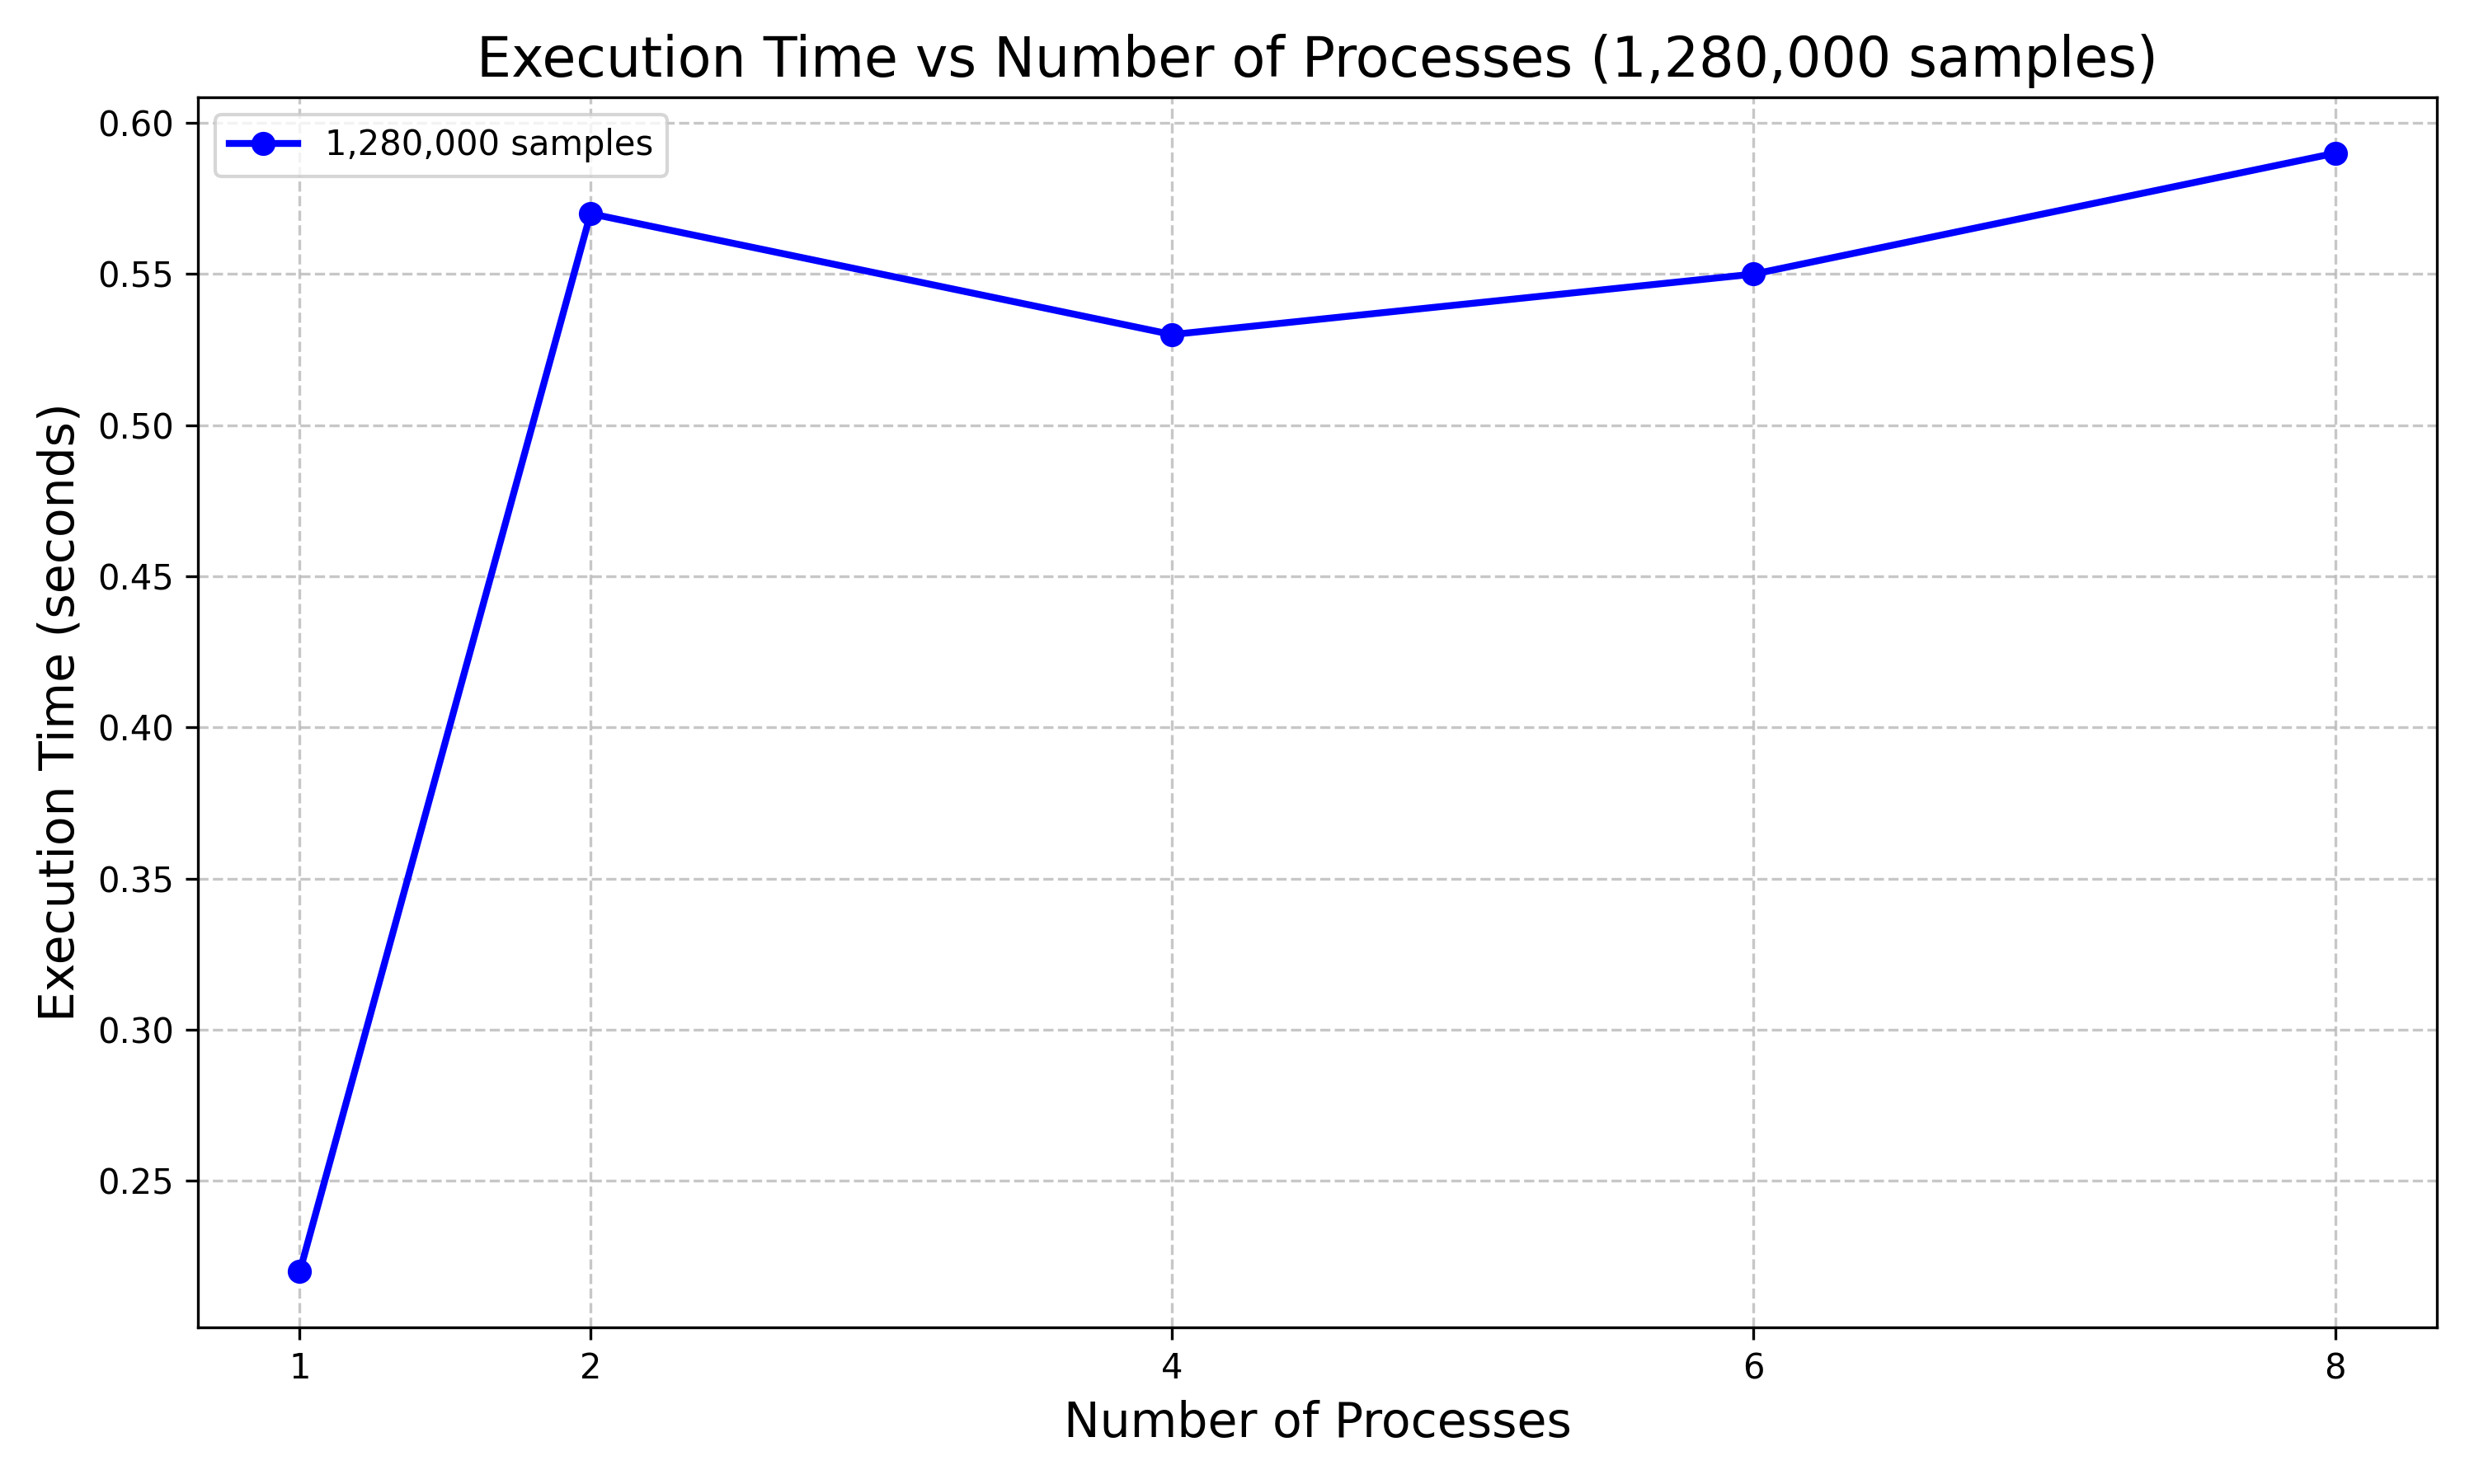 Execution Time vs Number of Processes (1,280,000 samples)
1,280,000 samples
Execution Time (seconds)
0.60
0.55
0.50
0.45
0.40
0.35
0.30
0.25
1 2 4 6 8
Number of Processes